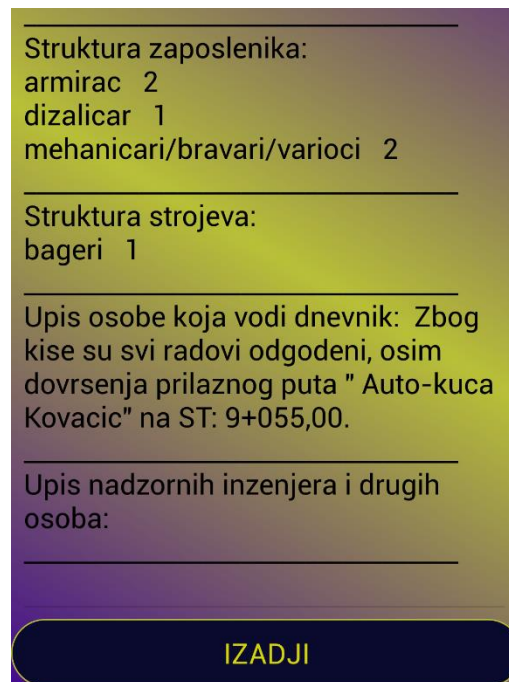 Struktura zaposlenika:
armirac 2
dizalicar 1
mehanicari/bravari/varioci 2
Struktura strojeva:
bageri 1
Upis osobe koja vodi dnevnik: Zbog
kise su svi radovi odgodeni, osim
dovrsenja prilaznog puta " Auto-kuca
Kovacic" na ST: 9+055,00.
Upis nadzornih inzenjera i drugih
osoba:
IZADJI